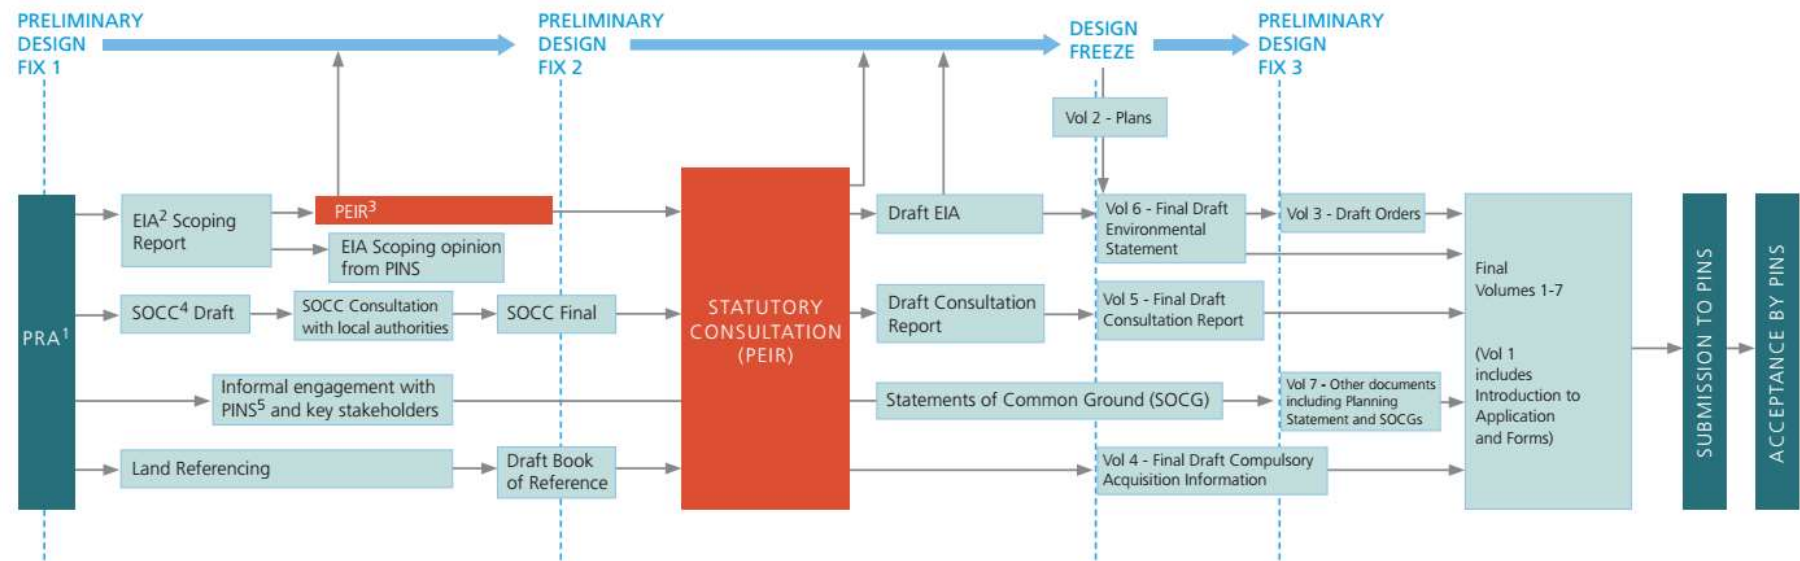 PRELIMINARY
DESIGN
FIX 1
PRELIMINARY
DESIGN
FIX 2
DESIGN
FREEZE
PRELIMINARY
DESIGN
FIX 3
Vol 2 - Plans
PRA1
EIA2 Scoping
Report
PEIR3
EIA Scoping opinion
from PINS
SOCC4 Draft
SOCC Consultation
with local authorities
SOCC Final
Informal engagement with
PINS5 and key stakeholders
Land Referencing
Draft Book
of Reference
STATUTORY
CONSULTATION
(PEIR)
Draft EIA
Vol 6 - Final Draft
Environmental
Statement
Vol 3 - Draft Orders
Draft Consultation
Report
Vol 5 - Final Draft
Consultation Report
Statements of Common Ground (SOCG)
Vol 7 - Other documents
including Planning
Statement and SOCGs
Vol 4 - Final Draft Compulsory
Acquisition Information
Final
Volumes 1-7
(Vol 1
includes
Introduction to
Application
and Forms)
SUBMISSION TO PINS
ACCEPTANCE BY PINS